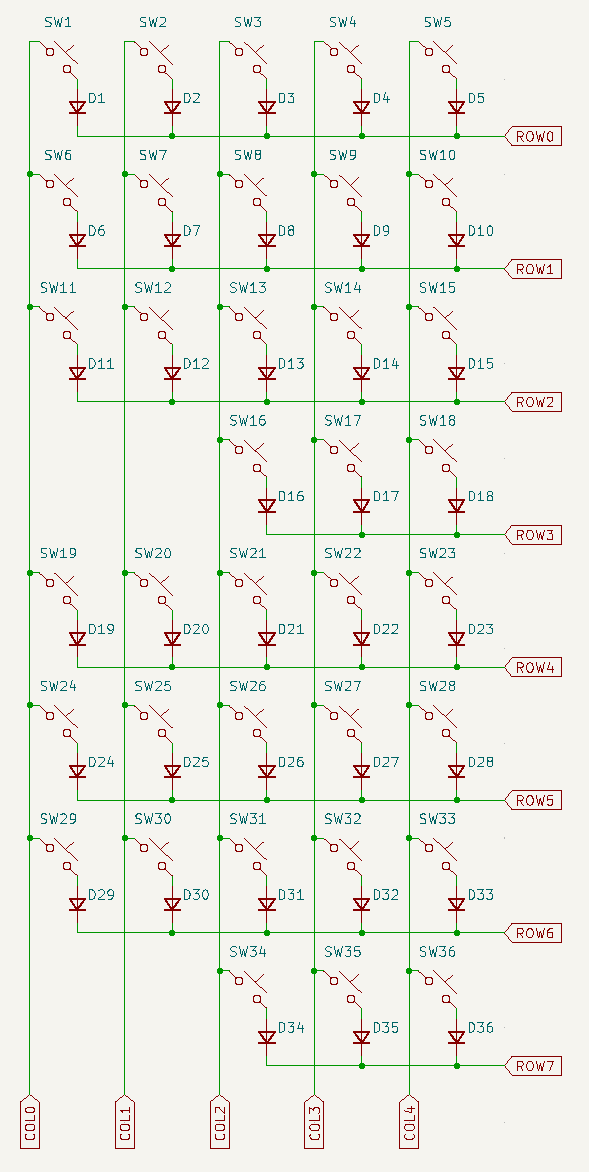 SW1 SW2 SW3 SW4 SW5
D1 D2 D3 D4 D5
ROW0
SW6 SW7 SW8 SW9 SW10
D6 D7 D8 D9 D10
ROW1
SW11 SW12 SW13 SW14 SW15
D11 D12 D13 D14 D15
ROW2
SW16 SW17 SW18
D16 D17 D18
ROW3
SW19 SW20 SW21 SW22 SW23
D19 D20 D21 D22 D23
ROW4
SW24 SW25 SW26 SW27 SW28
D24 D25 D26 D27 D28
ROW5
SW29 SW30 SW31 SW32 SW33
D29 D30 D31 D32 D33
ROW6
SW34 SW35 SW36
D34 D35 D36
ROW7
COL0 COL1 COL2 COL3 COL4